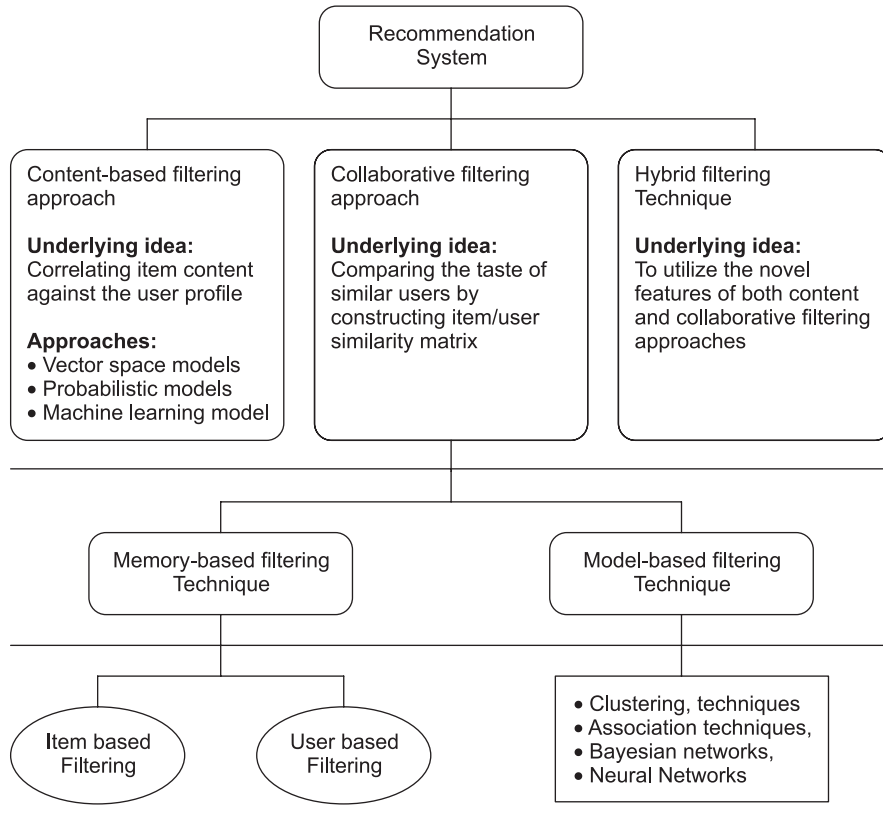 Recommendation
System
Content-based filtering
approach
Underlying idea:
Correlating item content
against the user profile
Approaches:
• Vector space models
• Probabilistic models
• Machine learning model
Collaborative filtering
approach
Underlying idea:
Comparing the taste of
similar users by
constructing item/user
similarity matrix
Hybrid filtering
Technique
Underlying idea:
To utilize the novel
features of both content
and collaborative filtering
approaches
Memory-based filtering
Technique
Model-based filtering
Technique
Item based
Filtering
User based
Filtering
• Clustering, techniques
• Association techniques,
• Bayesian networks,
• Neural Networks